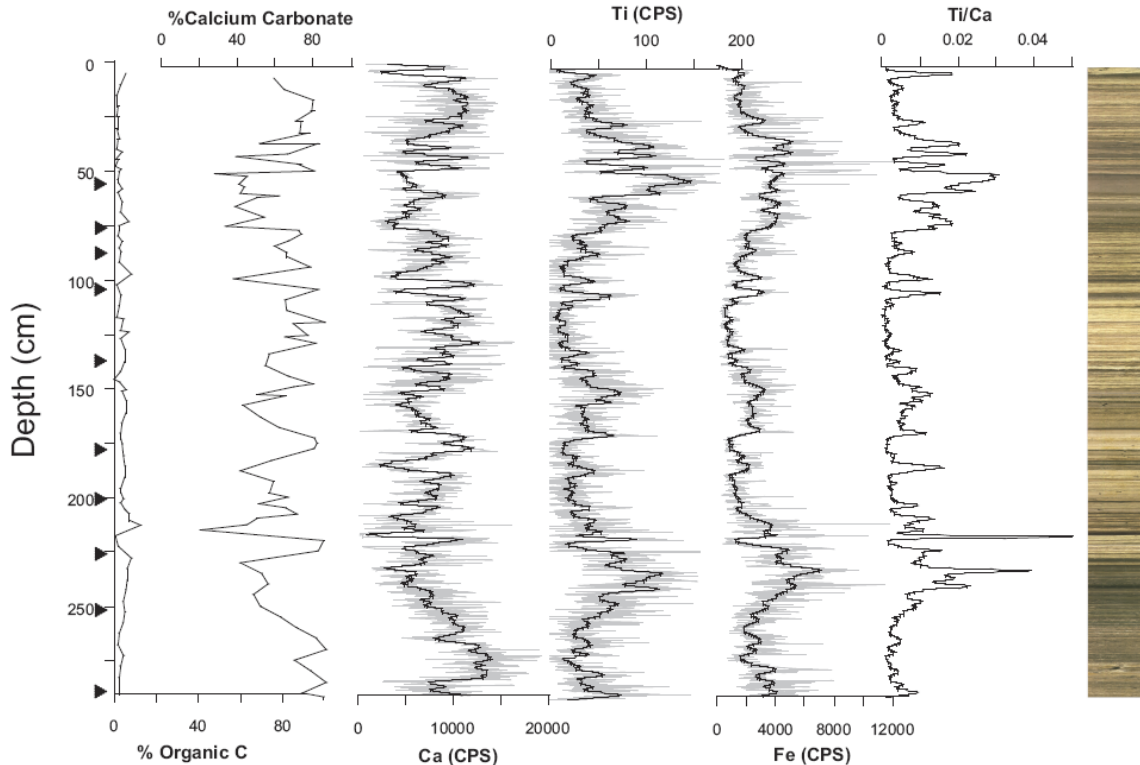 %Calcium Carbonate
0 40 80
Ti (CPS)
0 100
200
Ti/Ca
0 0.02 0.04
Depth (cm)
0
50
100
150
200
250
0 40 80
% Organic C
0 10000 20000
Ca (CPS)
0 4000 8000 12000
Fe (CPS)